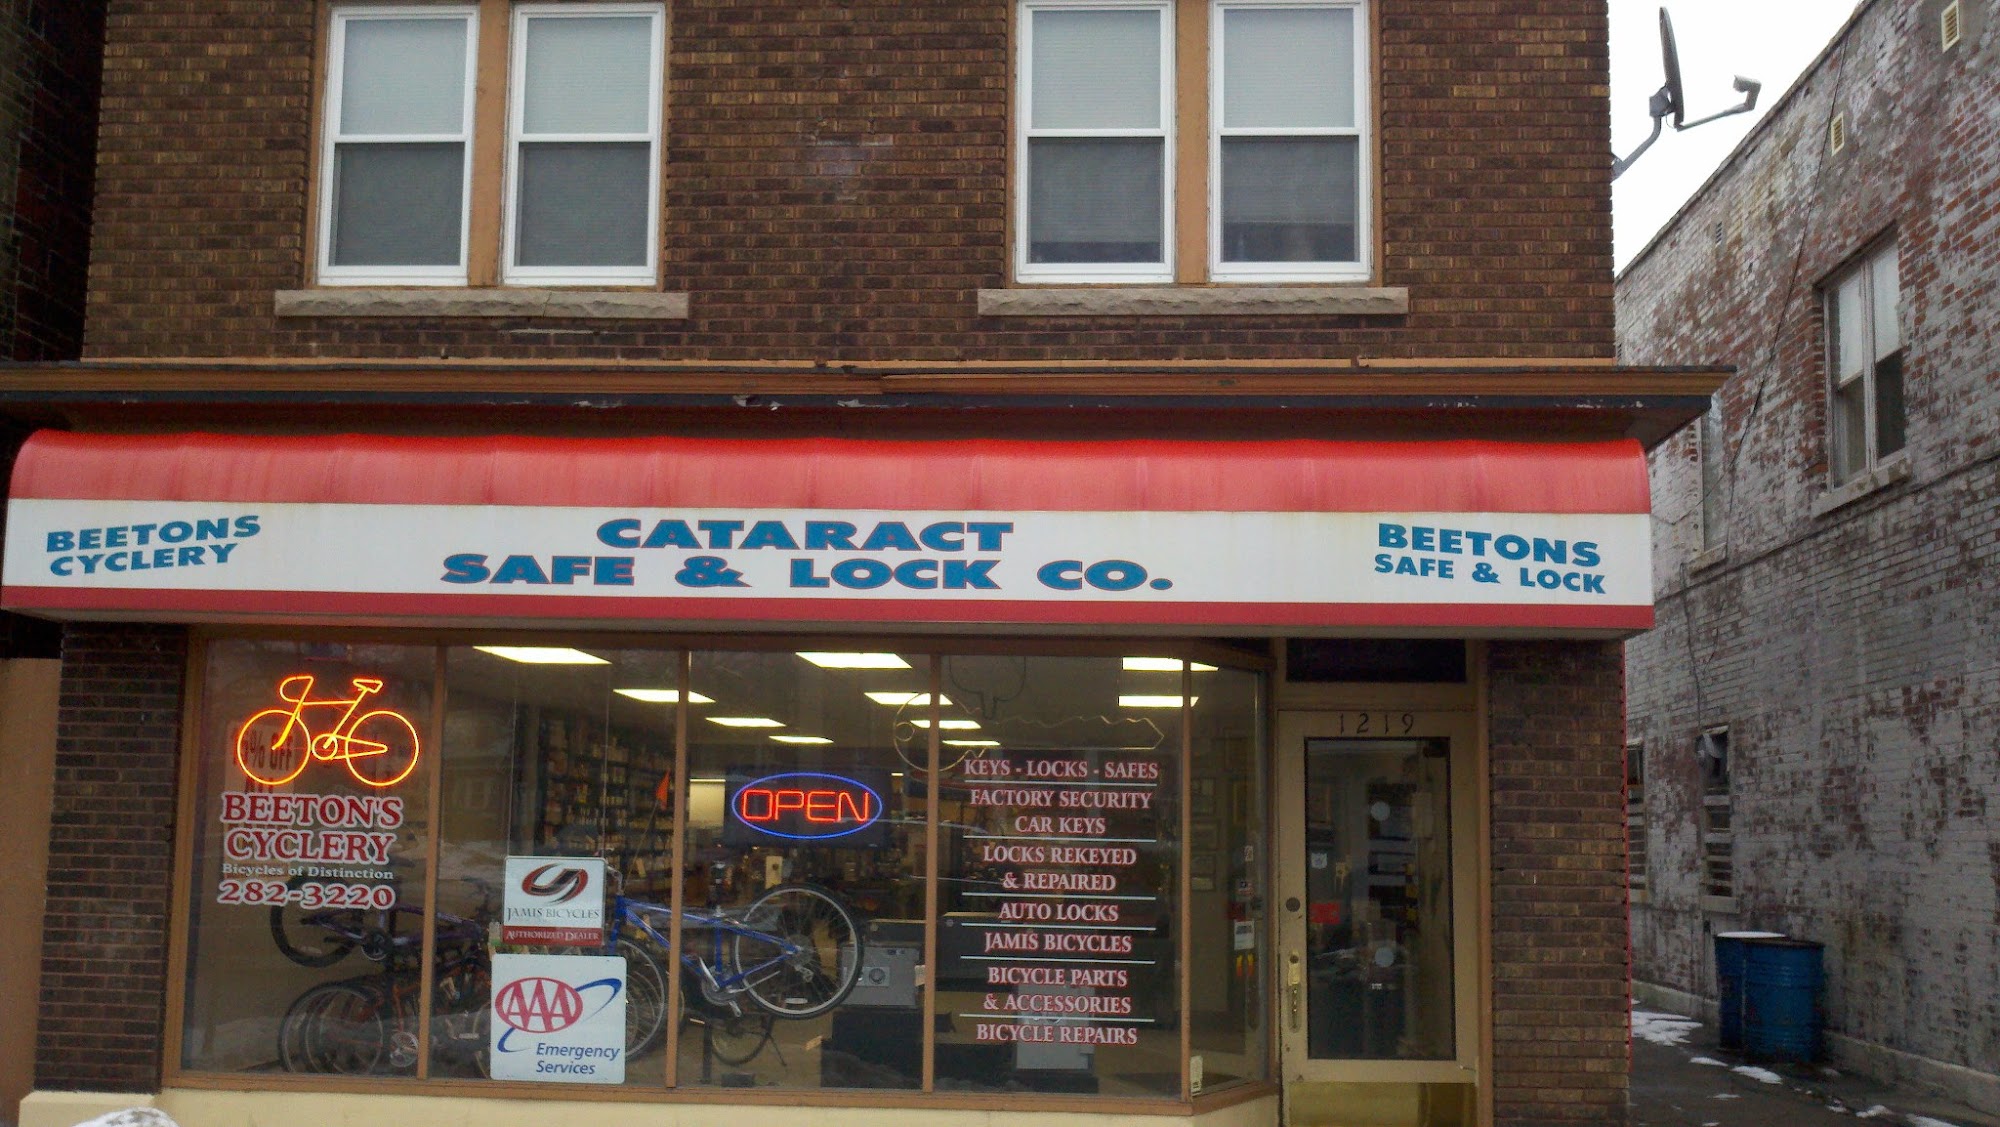 BEETONS
CYCLERY
CATARACT
SAFE & LOCK CO.
BEETONS
SAFE & LOCK
1219
% Off
BEETON'S
CYCLERY
Bicycles of Distinction
282-3220
OPEN
JAMIS BICYCLES
AUTHORIZED DEALER
AAA
Emergency
Services
KEYS - LOCKS - SAFES
FACTORY SECURITY
CAR KEYS
LOCKS REKEYED
& REPAIRED
AUTO LOCKS
JAMIS BICYCLES
BICYCLE PARTS
& ACCESSORIES
BICYCLE REPAIRS